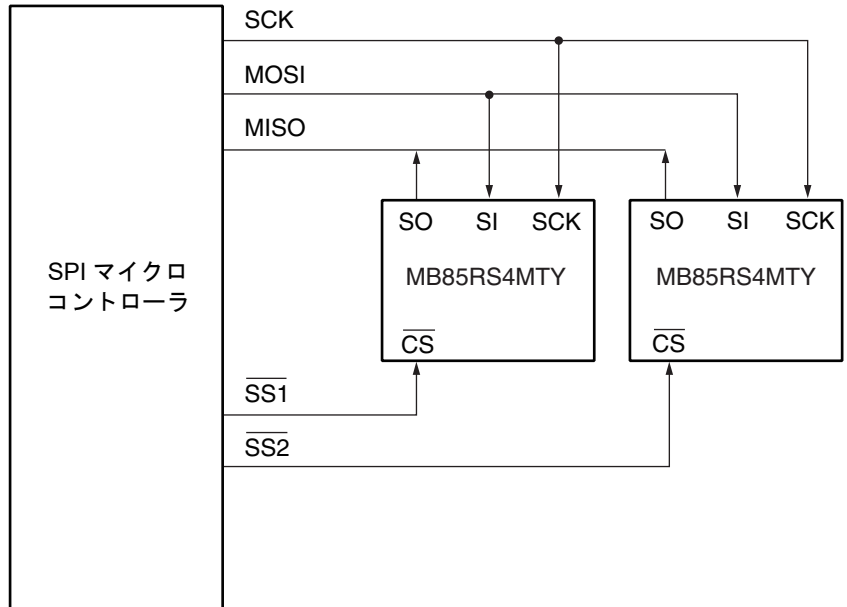 SCK
MOSI
MISO
SO SI SCK
SO SI SCK
SPI マイクロ
コントローラ
MB85RS4MTY
MB85RS4MTY
CS
CS
SS1
SS2